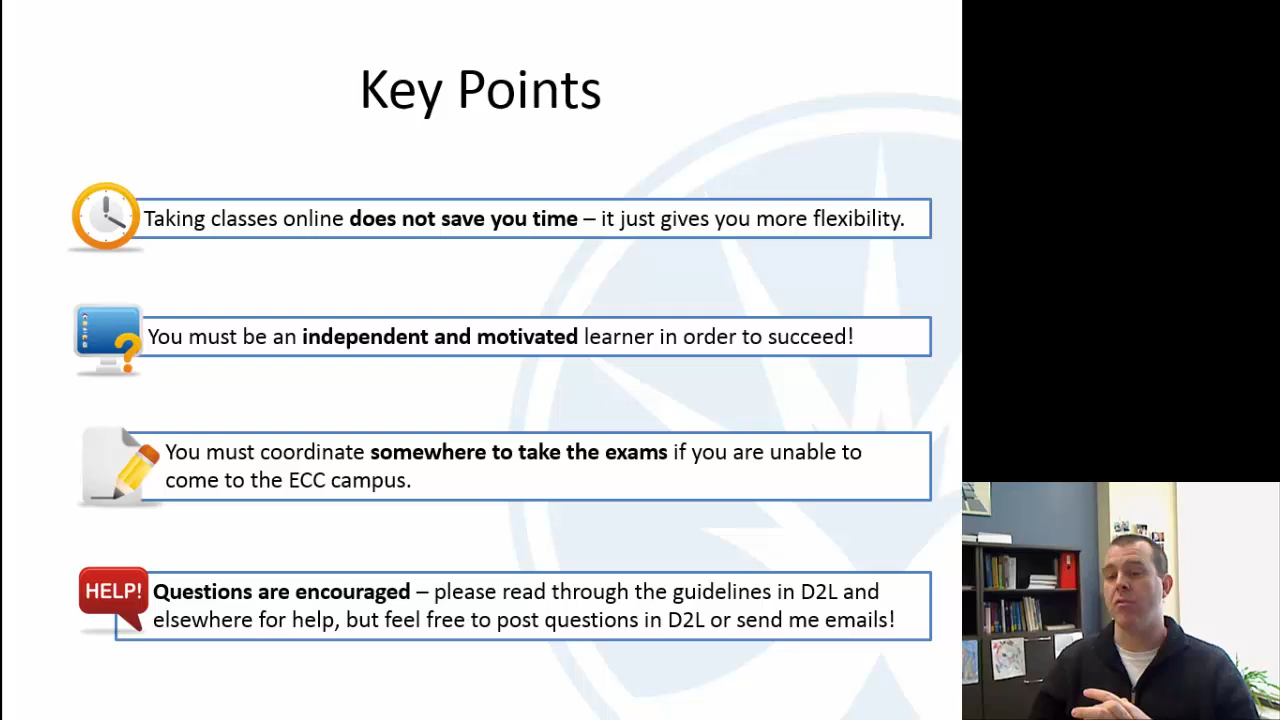 Key Points
Taking classes online does not save you time – it just gives you more flexibility.
You must be an independent and motivated learner in order to succeed!
You must coordinate somewhere to take the exams if you are unable to
come to the ECC campus.
HELP!
Questions are encouraged – please read through the guidelines in D2L and
elsewhere for help, but feel free to post questions in D2L or send me emails!